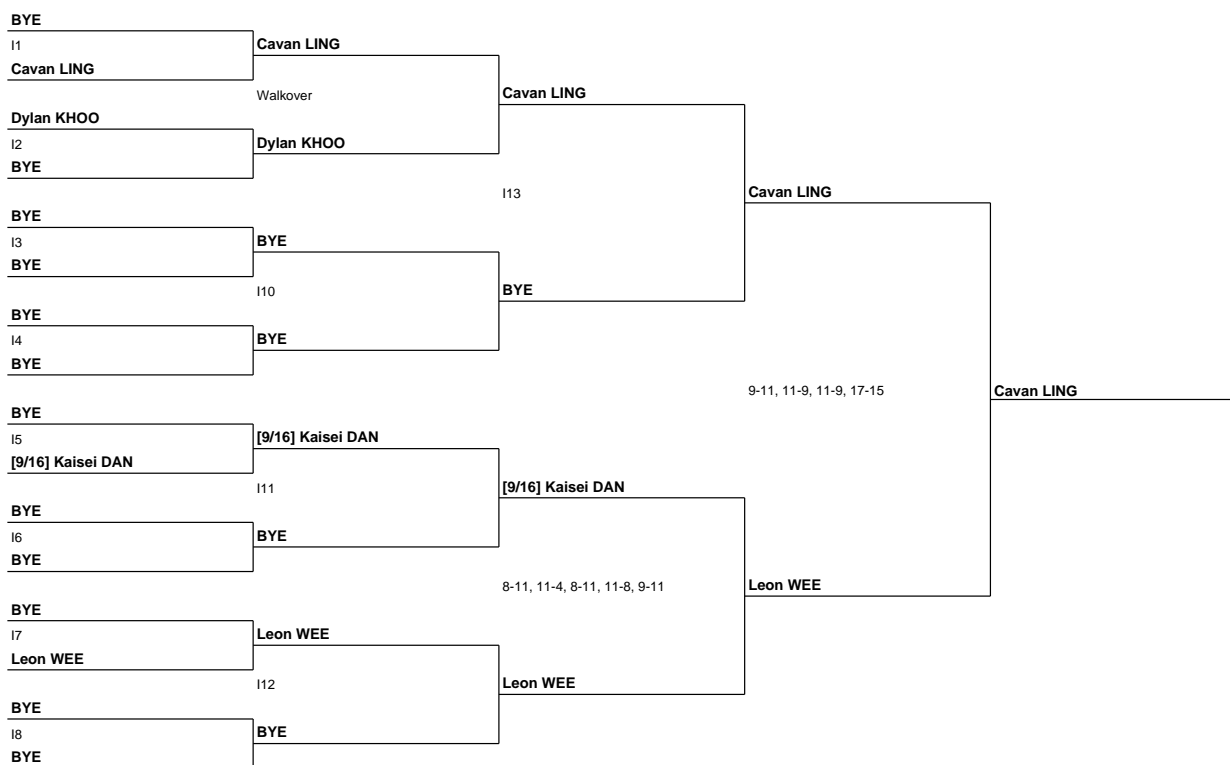 BYE
I1
Cavan LING
Dylan KHOO
I2
BYE
BYE
I3
BYE
BYE
I4
BYE
BYE
I5
[9/16] Kaisei DAN
BYE
I6
BYE
BYE
I7
Leon WEE
BYE
I8
BYE
Cavan LING
Walkover
Dylan KHOO
BYE
I10
BYE
[9/16] Kaisei DAN
I11
BYE
Leon WEE
I12
BYE
Cavan LING
I13
BYE
[9/16] Kaisei DAN
8-11, 11-4, 8-11, 11-8, 9-11
Leon WEE
Cavan LING
9-11, 11-9, 11-9, 17-15
Leon WEE
Cavan LING